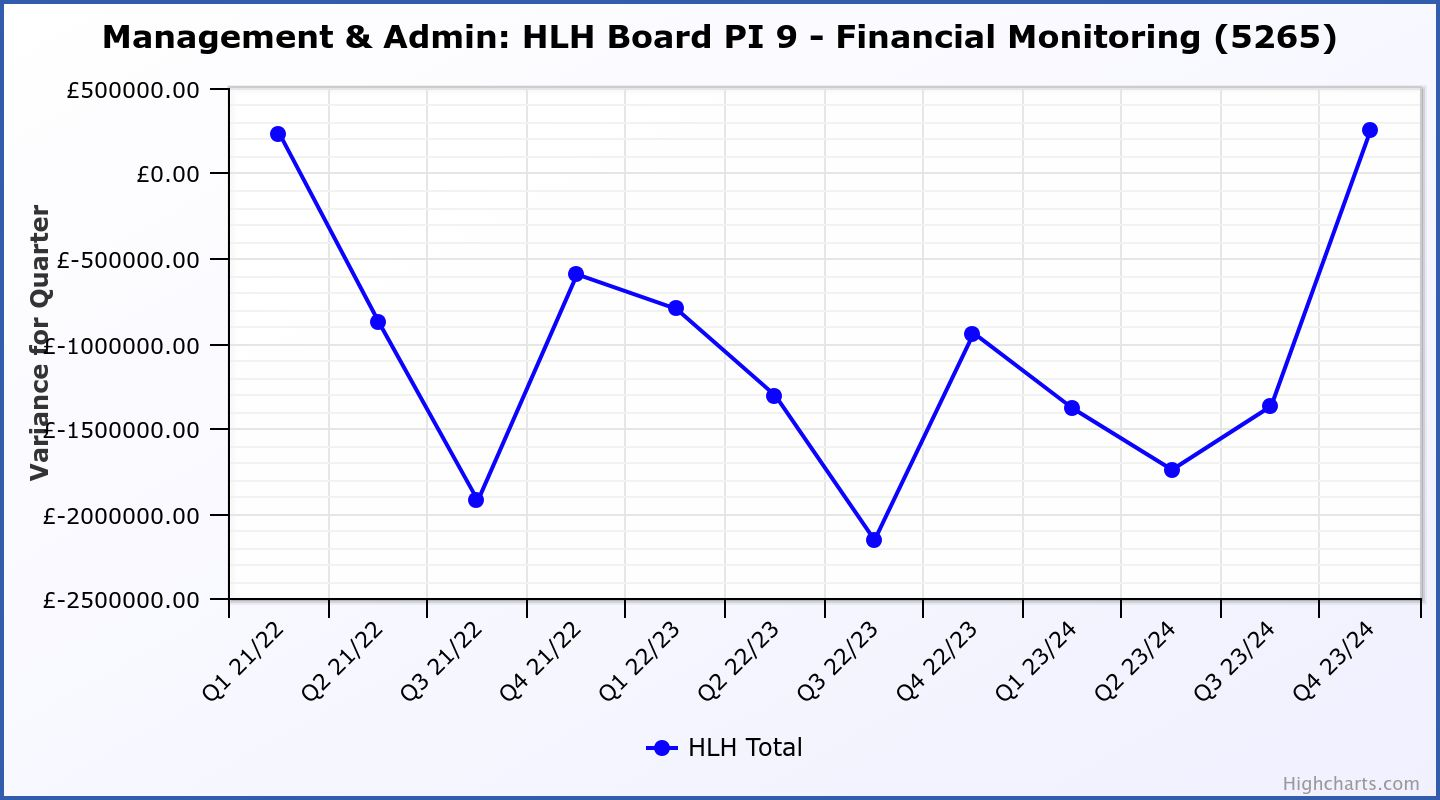 Management & Admin: HLH Board PI 9 - Financial Monitoring (5265)
Variance for Quarter
£500000.00
£0.00
£-500000.00
£-1000000.00
£-1500000.00
£-2000000.00
£-2500000.00
Q1 21/22
Q2 21/22
Q3 21/22
Q4 21/22
Q1 22/23
Q2 22/23
Q3 22/23
Q4 22/23
Q1 23/24
Q2 23/24
Q3 23/24
Q4 23/24
HLH Total
Highcharts.com